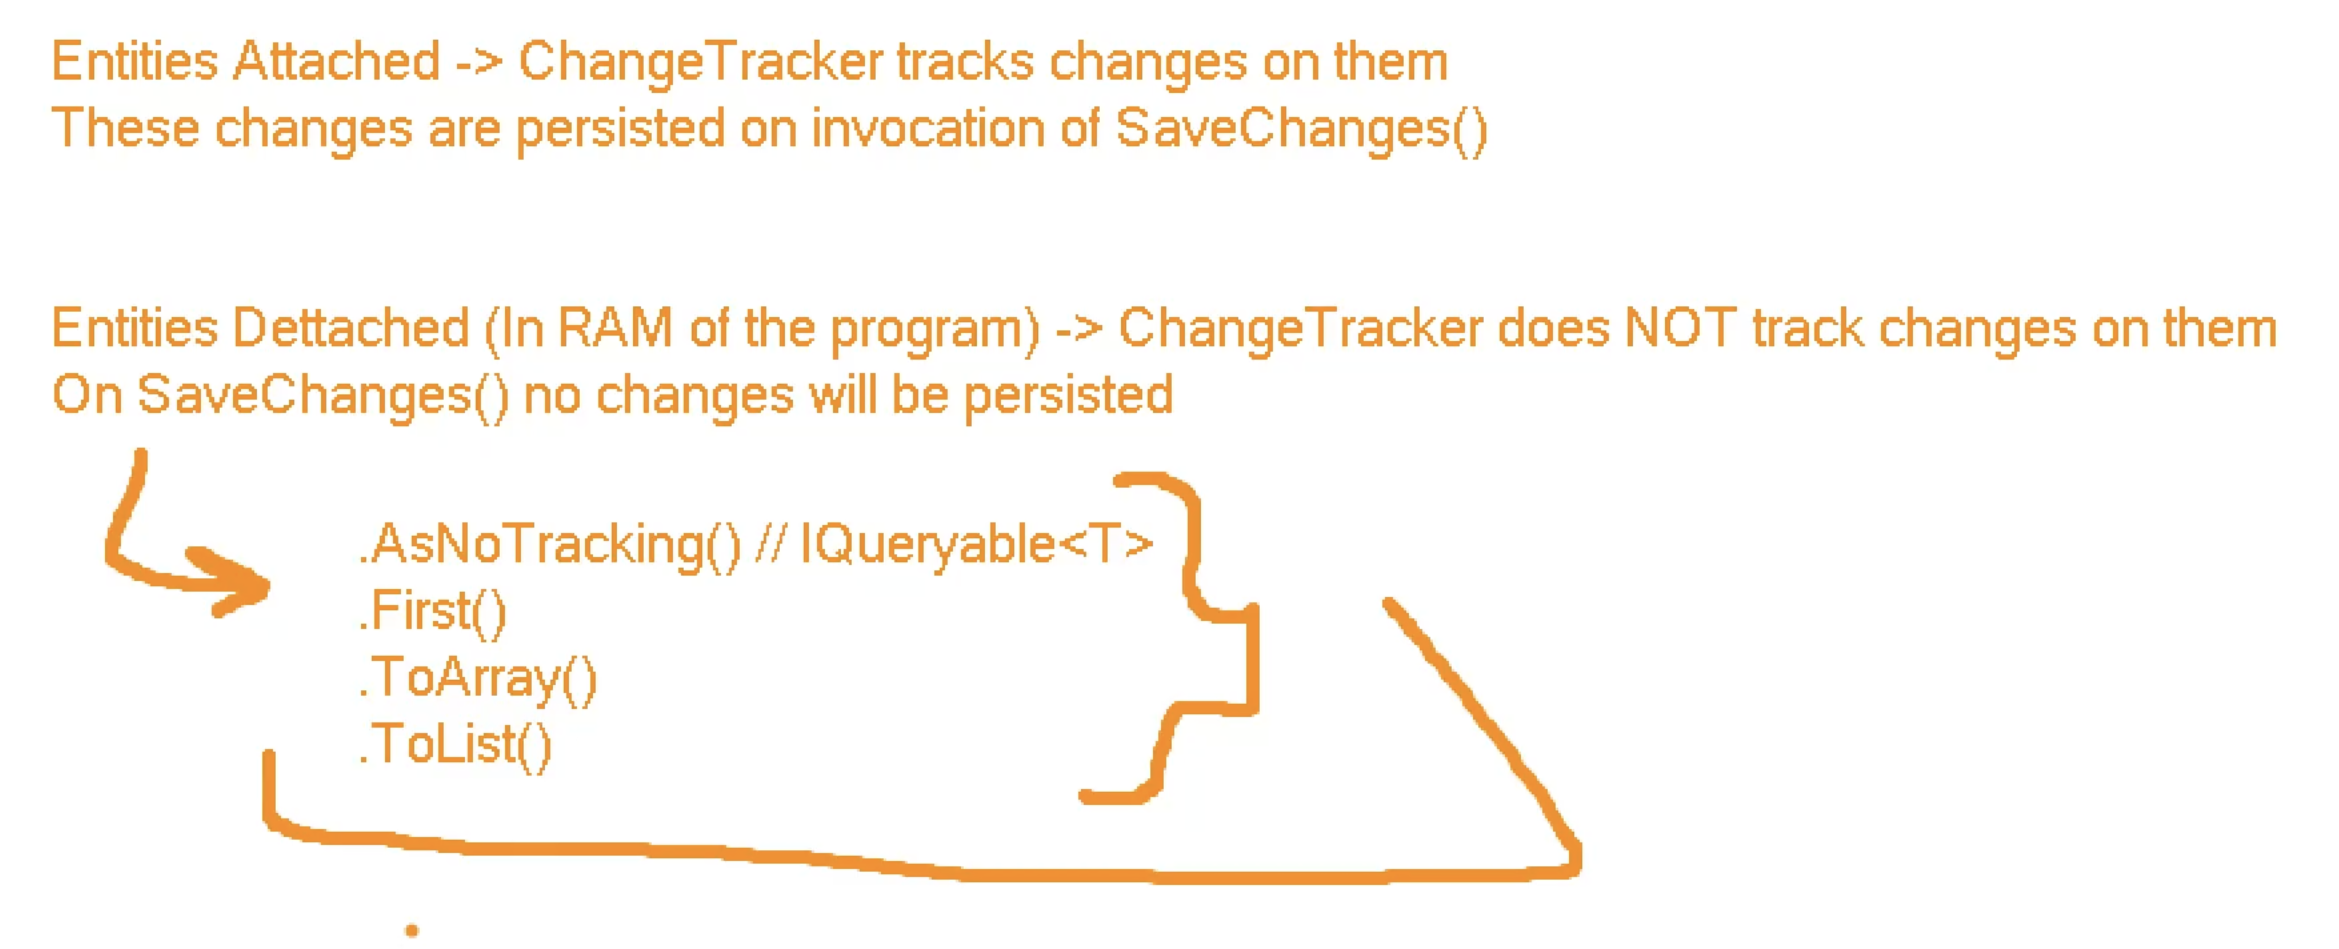 Entities Attached -> ChangeTracker tracks changes on them
These changes are persisted on invocation of SaveChanges()
Entities Dettached (In RAM of the program) -> ChangeTracker does NOT track changes on them
On SaveChanges() no changes will be persisted
.AsNoTracking() // IQueryable<T>
.First()
.ToArray()
.ToList()